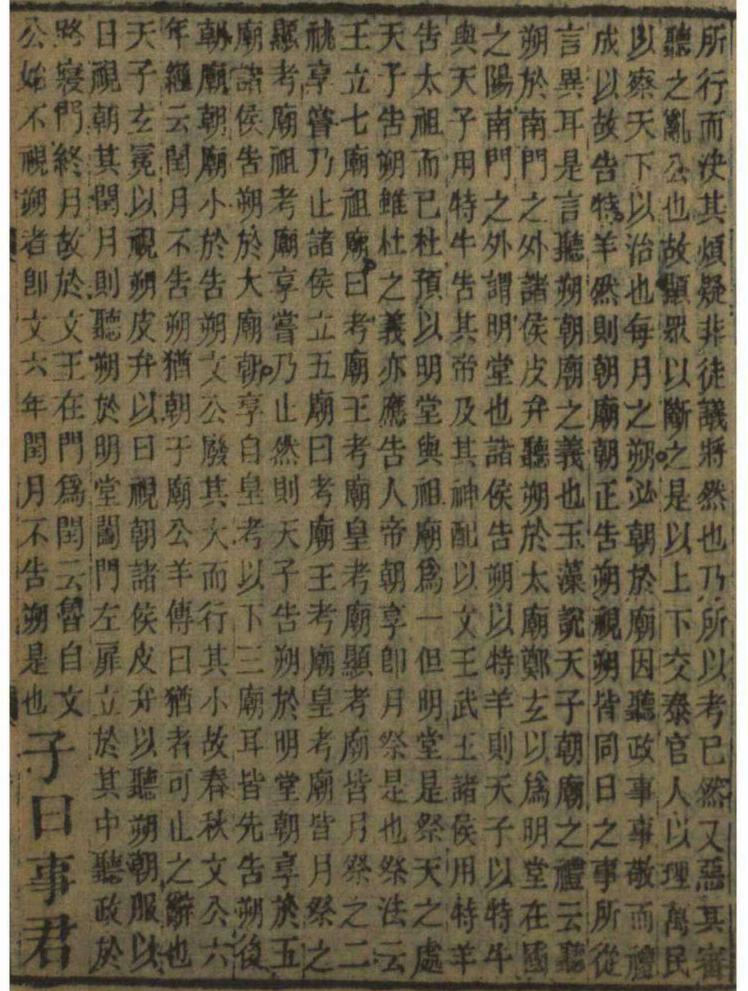 所行而決其煩疑非徒議將然也乃所以考已然又惡其審
聽之亂公也故顯眾以斷之是以上下交泰官人以理萬民
以察天下以治也每月之朔必朝於廟因聽政事事敬而禮
成以故告特羊然則朝廟朝正告朔視朔皆同日之事所從
言異耳是言聽朔朝廟之義也玉藻說天子朝廟之禮云聽
朔於南門之外諸侯皮弁聽朔於太廟鄭玄以爲明堂在國
之陽南門之外謂明堂也諸侯告朔以特羊則天子以特牛
與天子用特牛告其帝及其神配以文王武王諸侯用特羊
告太祖而已杜預以明堂與祖廟爲一但明堂是祭天之處
天子告朔雖杜之義亦應告人帝朝享即月祭是也祭法云
王立七廟祖廟曰考廟王考廟皇考廟顯考廟皆月祭之二
祧享嘗乃止諸侯立五廟曰考廟王考廟皇考廟皆月祭之
顯考廟祖考廟享嘗乃止然則天子告朔於明堂朝享於五
廟諸侯告朔於大廟朝享自皇考以下三廟耳皆先告朔後
朝廟朝廟小於告朔文公廢其大而行其小故春秋文公六
年經云閏月不告朔猶朝于廟公羊傳曰猶者可止之辭也
天子玄冕以視朔皮弁以日視朝諸侯皮弁以聽朔朝服以
日視朝其閏月則聽朔於明堂闔門左扉立於其中聽政於
路寢門終月故於文王在門爲閏云魯自文
公始不視朔者即文六年閏月不告朔是也
子曰事君